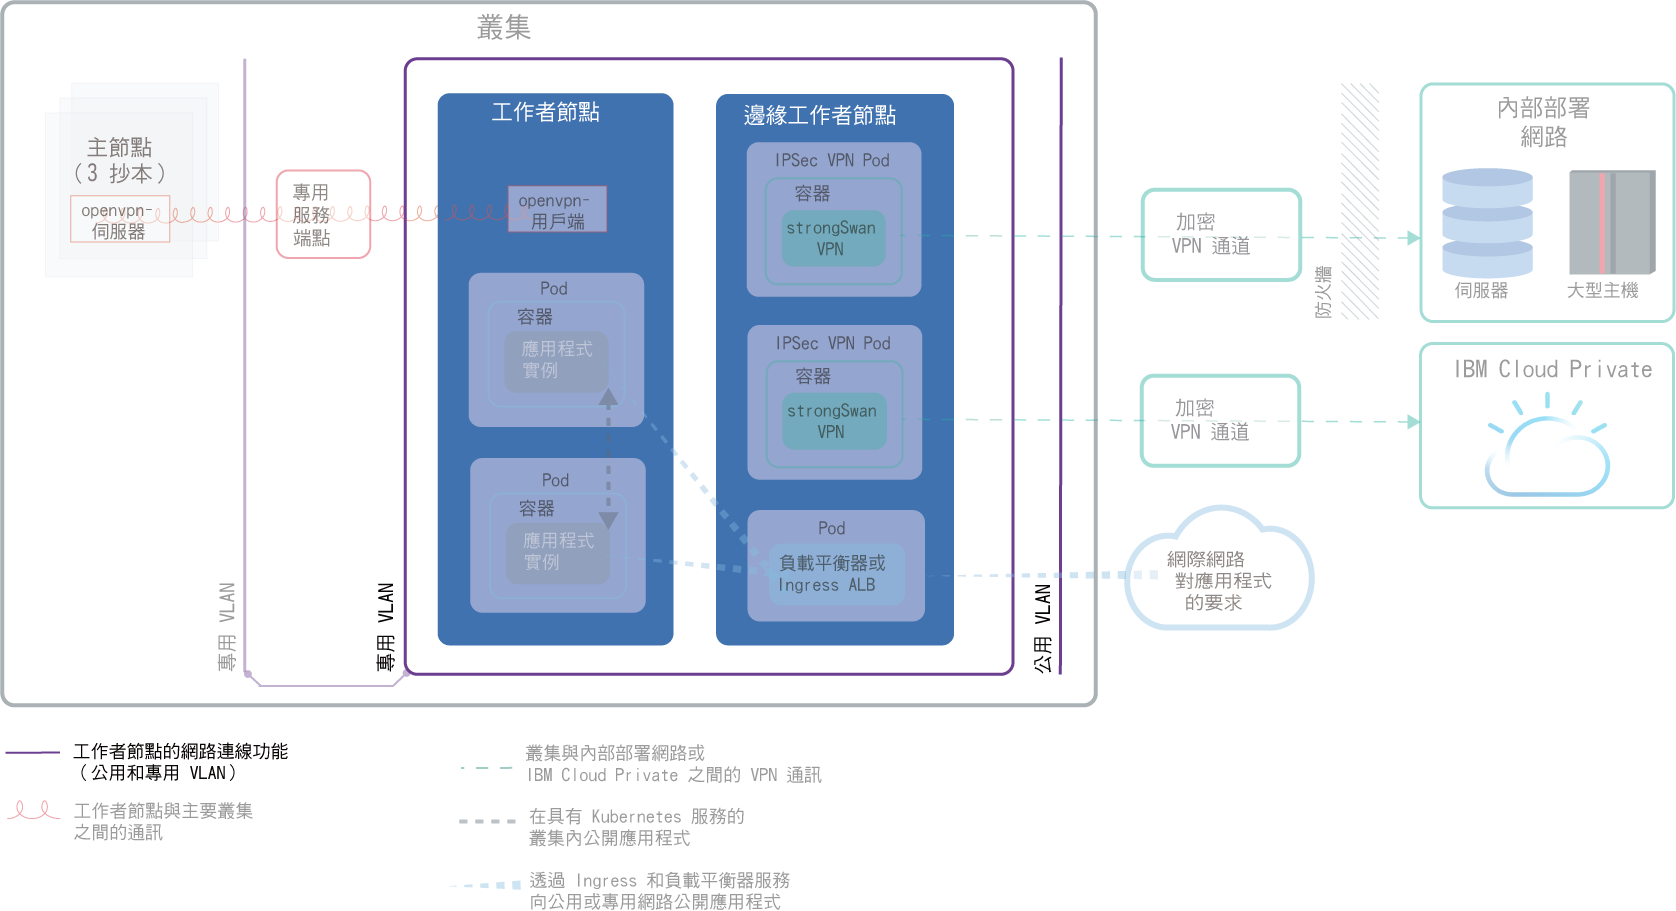 叢集
主節點
（3 抄本）
openvpn-
伺服器
專用
服務
端點
專用 VLAN
專用 VLAN
工作者節點
openvpn-
用戶端
Pod
容器
應用程式
實例
Pod
容器
應用程式
實例
邊緣工作者節點
IPSec VPN Pod
容器
strongSwan
VPN
IPSec VPN Pod
容器
strongSwan
VPN
Pod
負載平衡器或
Ingress ALB
公用 VLAN
加密
VPN 通道
加密
VPN 通道
防火牆
內部部署
網路
伺服器
大型主機
IBM Cloud Private
網際網路
對應用程式
的要求
工作者節點的網路連線功能
（公用和專用 VLAN）
工作者節點與主要叢集
之間的通訊
叢集與內部部署網路或
IBM Cloud Private 之間的 VPN 通訊
在具有 Kubernetes 服務的
叢集內公開應用程式
透過 Ingress 和負載平衡器服務
向公用或專用網路公開應用程式